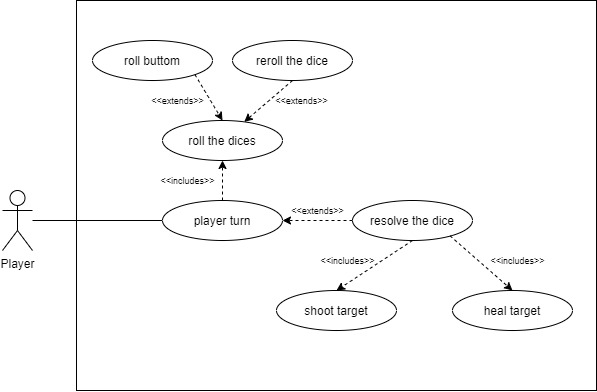 roll buttom
reroll the dice
<<extends>>
<<extends>>
roll the dices
<<includes>>
player turn
<<extends>>
resolve the dice
Player
<<includes>>
<<includes>>
shoot target
heal target